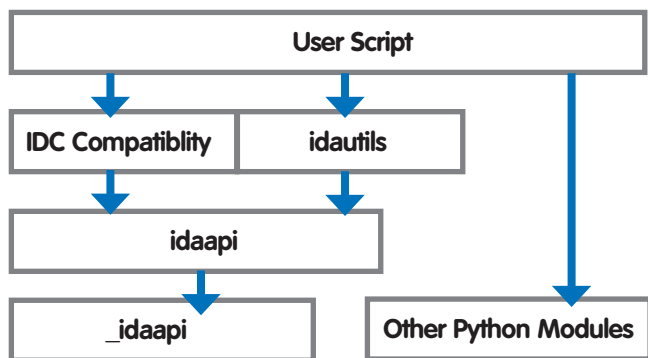 User Script
IDC Compatiblity
idautils
idaapi
_idaapi
Other Python Modules